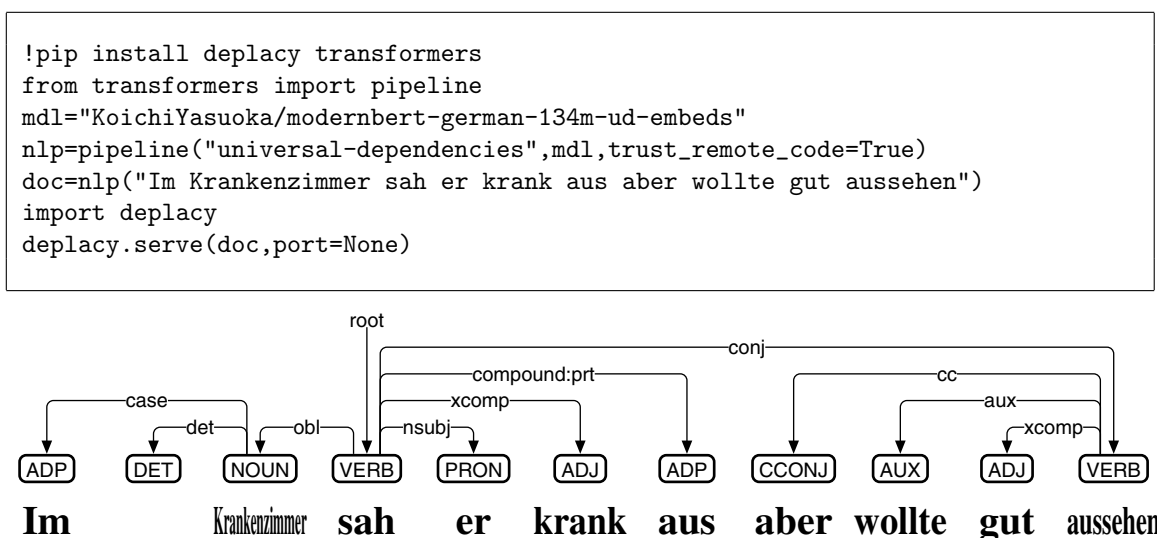 !pip install deplacy transformers
from transformers import pipeline
mdl="KoichiYasuoka/modernbert-german-134m-ud-embeds"
nlp=pipeline("universal-dependencies",mdl,trust_remote_code=True)
doc=nlp("Im Krankenzimmer sah er krank aus aber wollte gut aussehen")
import deplacy
deplacy.serve(doc,port=None)
root
conj
compound:prt cc
case xcomp aux
det obl nsubj xcomp
ADP DET NOUN VERB PRON ADJ ADP CCONJ AUX ADJ VERB
Im Krankenzimmer sah er krank aus aber wollte gut aussehen